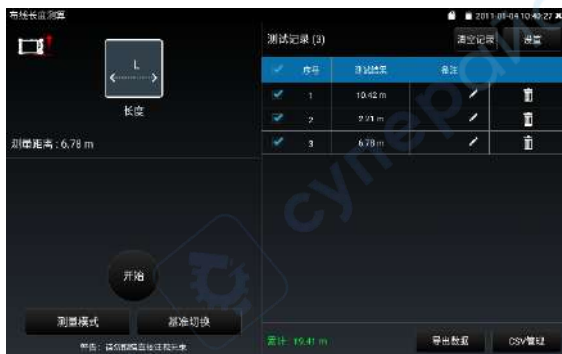 布线长度测算
2011-01-04 10:40:27
测试记录 (3)
清空记录
设置
L
长度
测量距离: 6.78 m
序号
测试结果
备注
1
10.42 m
2
2.21 m
3
6.78 m
开始
测量模式
基准切换
累计: 19.41 m
导出数据
CSV管理
cynepaйс